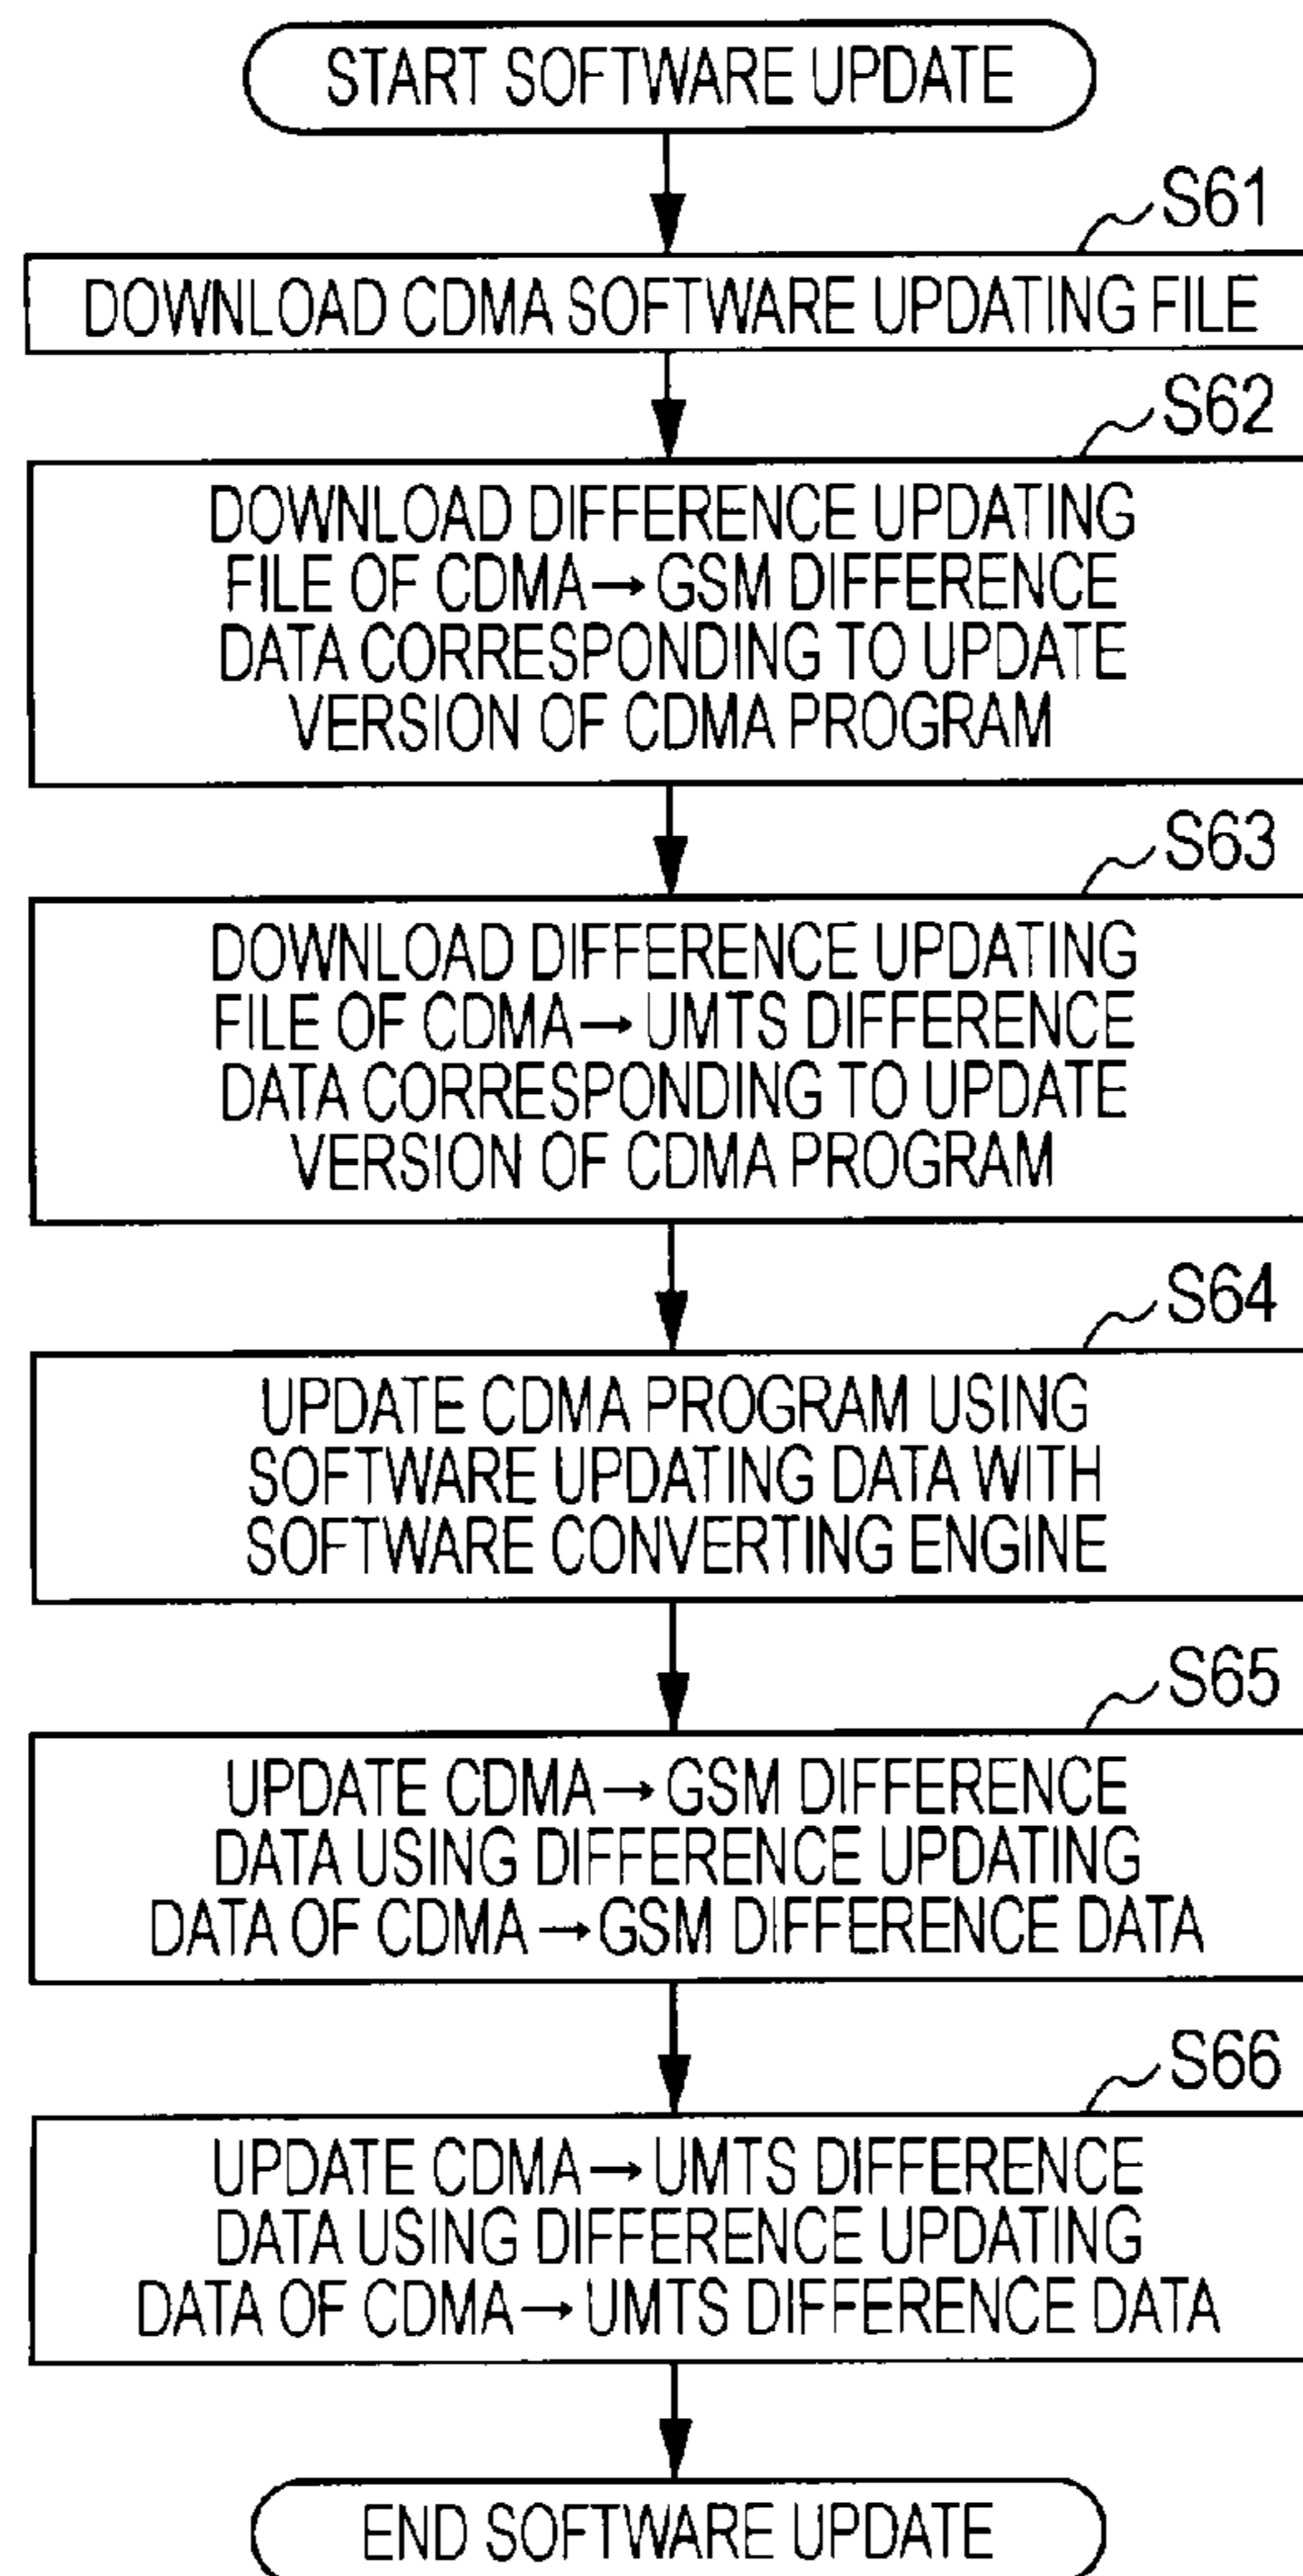 START SOFTWARE UPDATE
S61
DOWNLOAD CDMA SOFTWARE UPDATING FILE
S62
DOWNLOAD DIFFERENCE UPDATING
FILE OF CDMA→GSM DIFFERENCE
DATA CORRESPONDING TO UPDATE
VERSION OF CDMA PROGRAM
S63
DOWNLOAD DIFFERENCE UPDATING
FILE OF CDMA→UMTS DIFFERENCE
DATA CORRESPONDING TO UPDATE
VERSION OF CDMA PROGRAM
S64
UPDATE CDMA PROGRAM USING
SOFTWARE UPDATING DATA WITH
SOFTWARE CONVERTING ENGINE
S65
UPDATE CDMA→GSM DIFFERENCE
DATA USING DIFFERENCE UPDATING
DATA OF CDMA→GSM DIFFERENCE DATA
S66
UPDATE CDMA→UMTS DIFFERENCE
DATA USING DIFFERENCE UPDATING
DATA OF CDMA→UMTS DIFFERENCE DATA
END SOFTWARE UPDATE